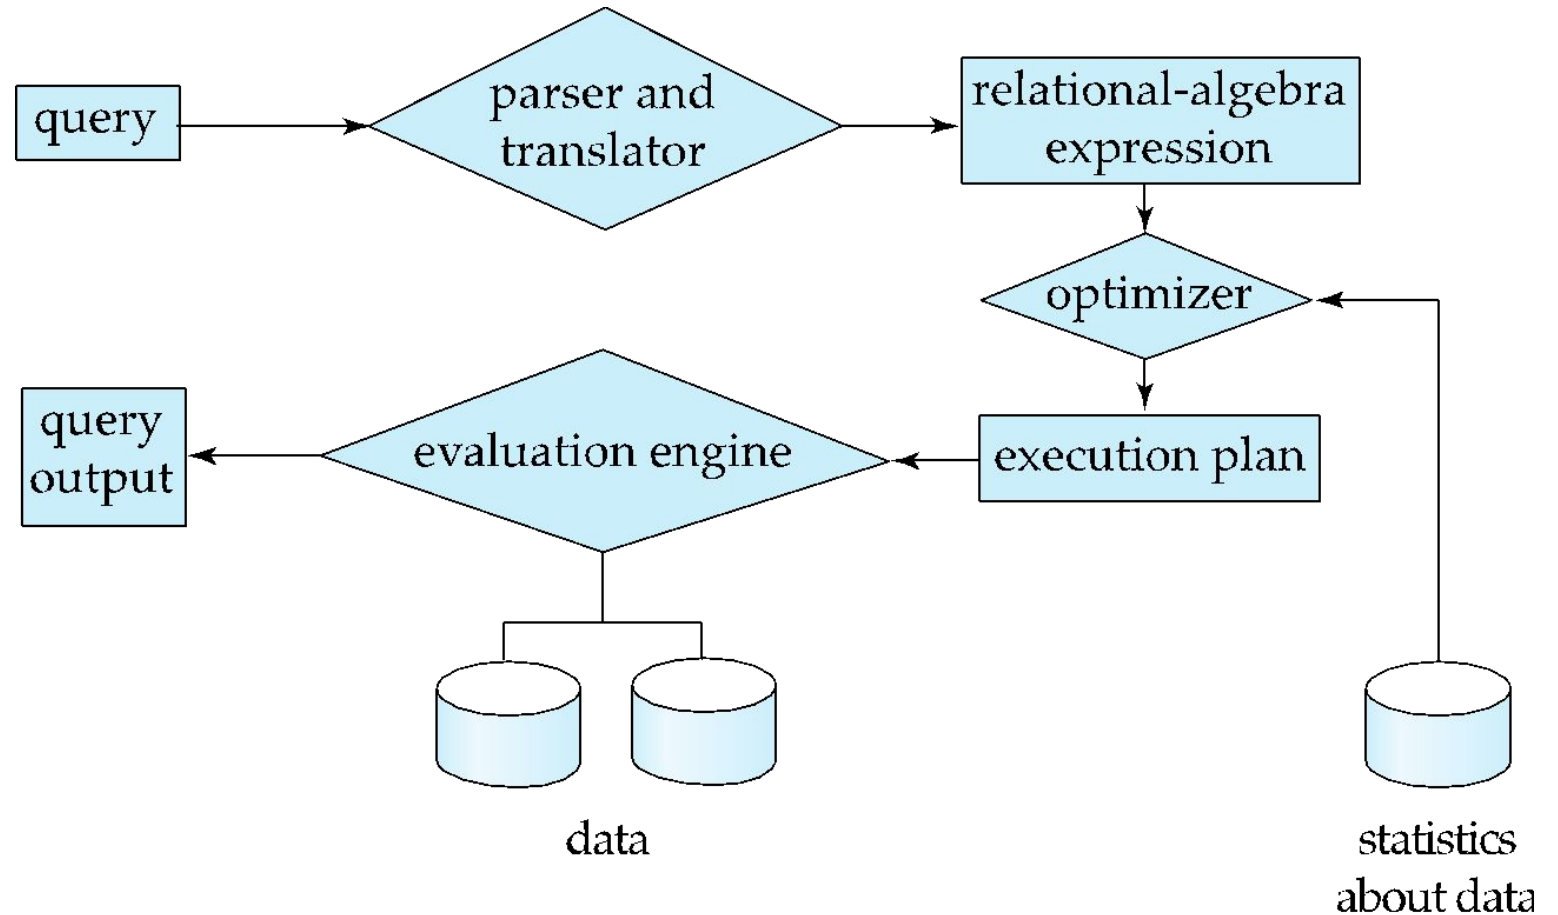 query
parser and
translator
relational-algebra
expression
optimizer
execution plan
evaluation engine
query
output
data
statistics
about data